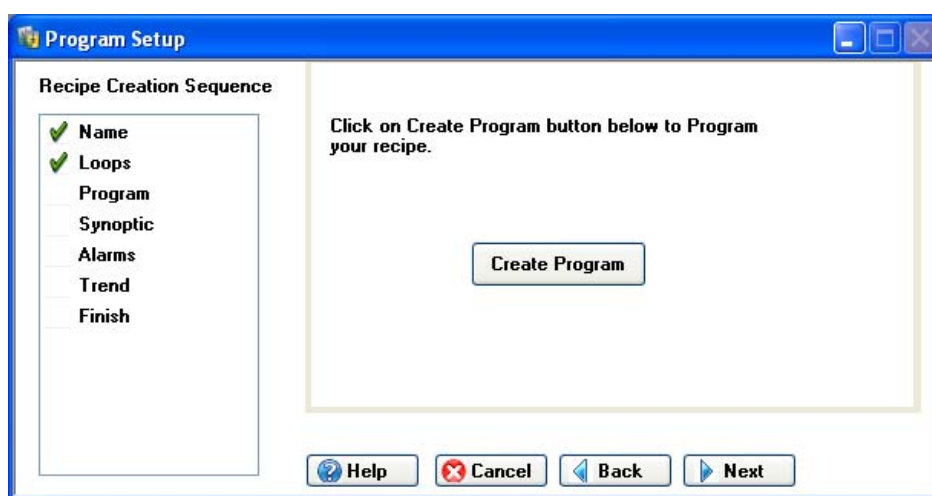 Program Setup
Recipe Creation Sequence
Name
Loops
Program
Synoptic
Alarms
Trend
Finish
Click on Create Program button below to Program
your recipe.
Create Program
Help
Cancel
Back
Next